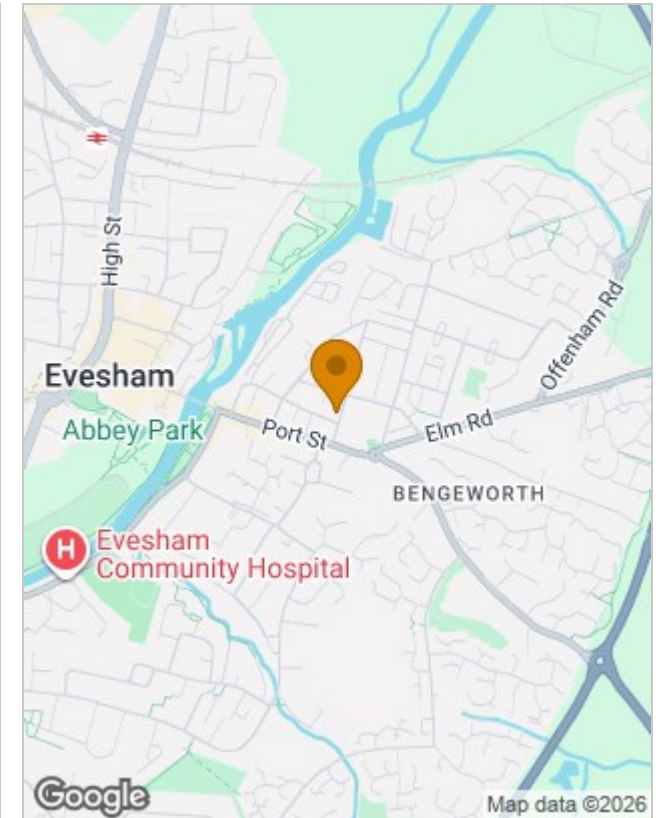 High St
Offenham Rd
Evesham
Abbey Park
Port St
Elm Rd
BENGEWORTH
H
Evesham
Community Hospital
Google
Map data ©2026